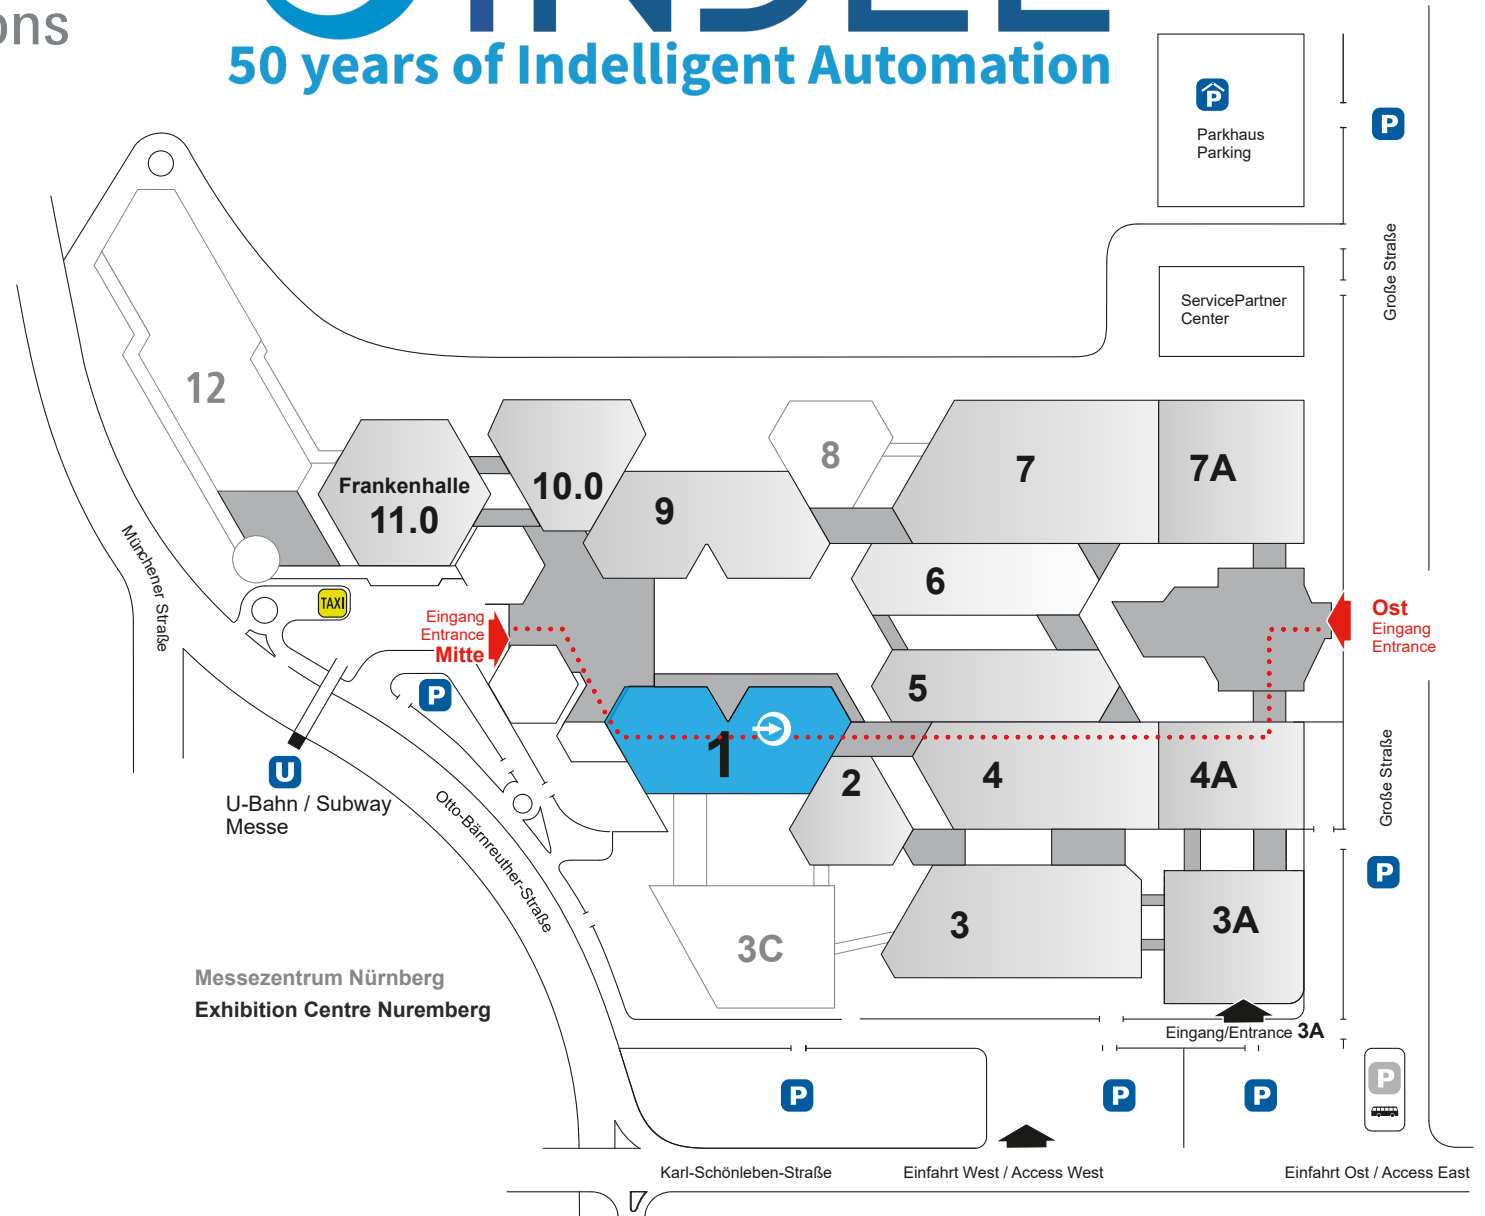 50 years of Indelligent Automation
P
Parkhaus
Parking
P
Große Straße
ServicePartner
Center
12
8
7
7A
Frankenhalle
11.0
10.0
9
6
Münchener Straße
TAXI
Eingang
Entrance
Mitte
Ost
Eingang
Entrance
5
P
1
U
U-Bahn / Subway
Messe
2
4
4A
Große Straße
Otto-Bärnreuther-Straße
P
3
3A
3C
Messezentrum Nürnberg
Exhibition Centre Nuremberg
Eingang/Entrance 3A
P
P
P
P
Karl-Schönleben-Straße
Einfahrt West / Access West
Einfahrt Ost / Access East